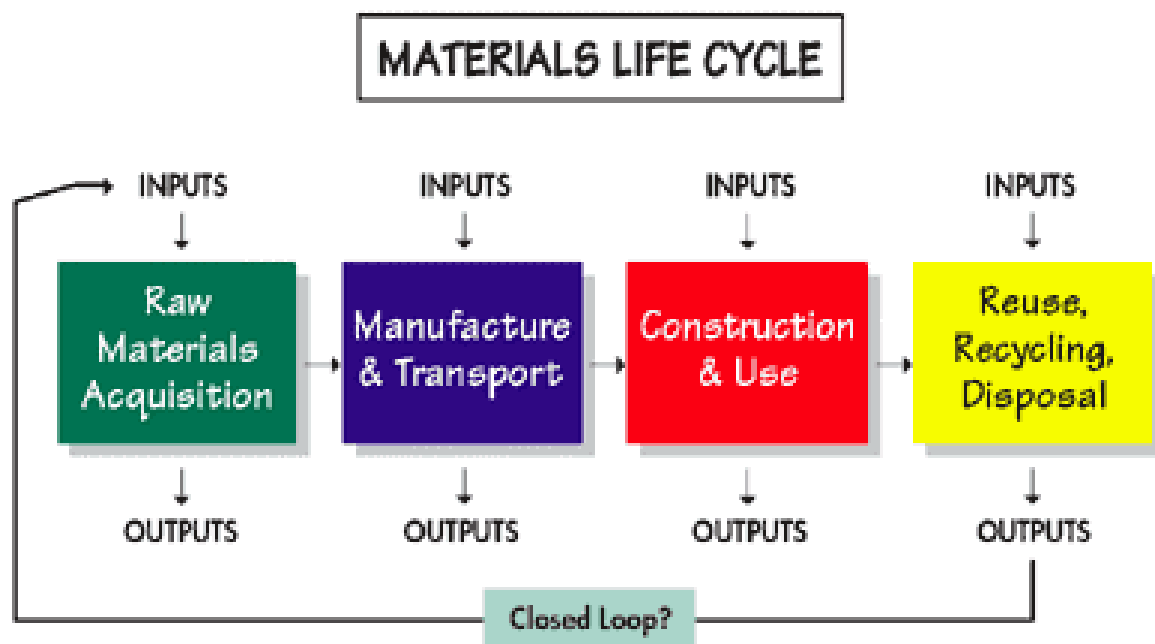 MATERIALS LIFE CYCLE
INPUTS INPUTS INPUTS INPUTS
Raw
Materials
Acquisition
Manufacture
& Transport
Construction
& Use
Reuse,
Recycling,
Disposal
OUTPUTS OUTPUTS OUTPUTS OUTPUTS
Closed Loop?